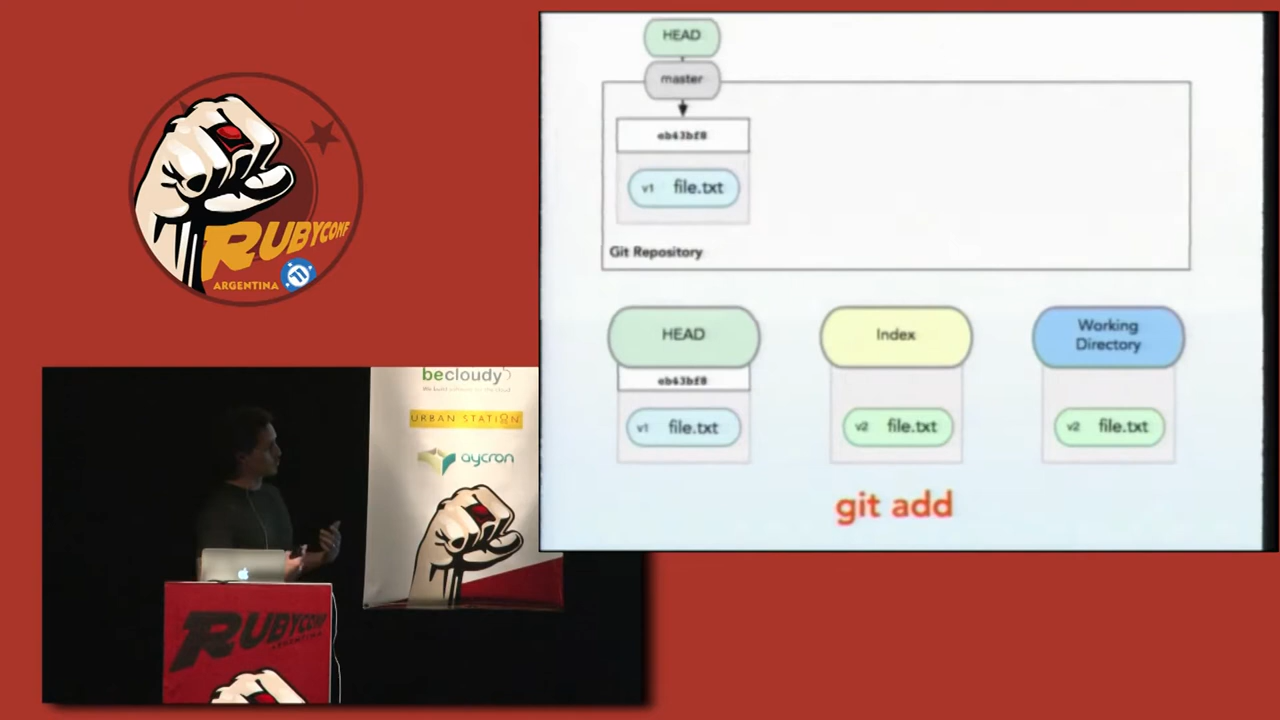 HEAD
master
eb43bf8
v1 file.txt
Git Repository
HEAD
Index
Working
Directory
eb43bf8
v1 file.txt
v2 file.txt
v2 file.txt
git add
RUBYCONF
ARGENTINA
becloudy
URBAN STATION
aycron
RUBYCONF
ARGENTINA